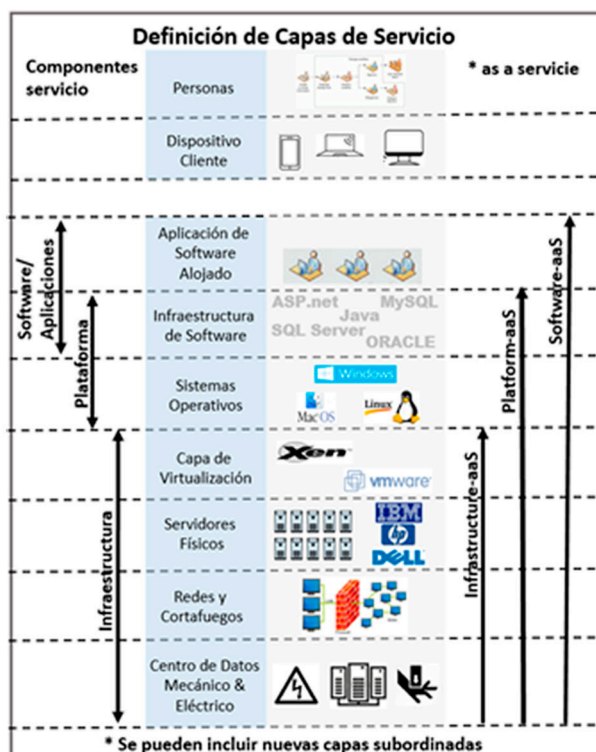 Definición de Capas de Servicio
Componentes
servicio
* as a servicie
Personas
Dispositivo
Cliente
Software/
Aplicaciones
Plataforma
Infraestructura
Aplicación de
Software
Alojado
Infraestructura
de Software
ASP.net MySQL
Java
SQL Server
ORACLE
Sistemas
Operativos
Windows
Mac OS
Linux
Capa de
Virtualización
Xen
vmware
Servidores
Físicos
IBM
hp
DELL
Redes y
Cortafuegos
Centro de Datos
Mecánico &
Eléctrico
Infrastructure-aaS
Platform-aaS
Software-aaS
* Se pueden incluir nuevas capas subordinadas